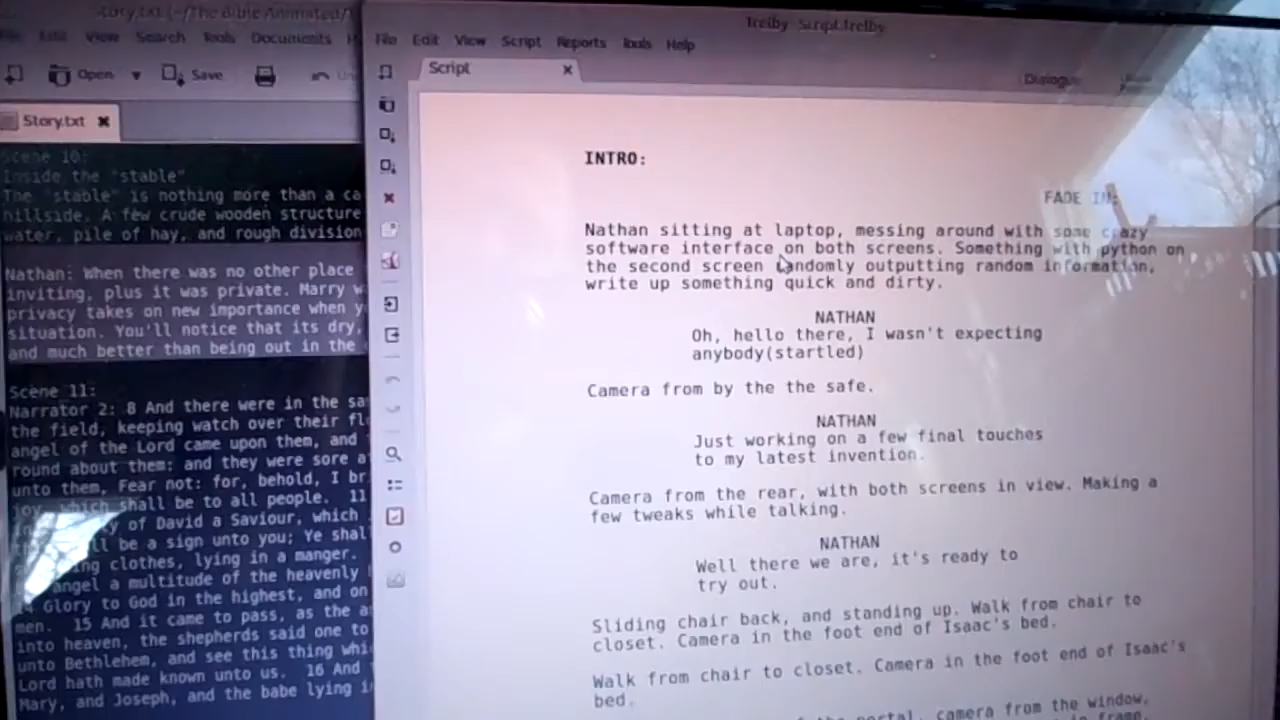 Story.txt (~/The Bible Animated/
Edit View Search Tools Documents H
Open Save
Story.txt
Scene 10:
Inside the "stable"
The "stable" is nothing more than a ca
hillside. A few crude wooden structure
water, pile of hay, and rough division
Nathan: When there was no other place
inviting, plus it was private. Marry w
privacy takes on new importance when y
situation. You'll notice that its dry,
and much better than being out in the
Scene 11:
Narrator 2: 8 And there were in the sa
the field, keeping watch over their fl
angel of the Lord came upon them, and
round about them: and they were sore a
unto them, Fear not: for, behold, I br
joy, which shall be to all people. 11
of David a Saviour, which
be a sign unto you; Ye shal
clothes, lying in a manger.
angel a multitude of the heavenly
Glory to God in the highest, and on
men. 15 And it came to pass, as the a
into heaven, the shepherds said one to
unto Bethlehem, and see this thing whi
Lord hath made known unto us. 16 And
Mary, and Joseph, and the babe lying i
Trelby - Script.trelby
File Edit View Script Reports Tools Help
Script
Dialogue
INTRO:
FADE IN:
Nathan sitting at laptop, messing around with some crazy
software interface on both screens. Something with python on
the second screen randomly outputting random information,
write up something quick and dirty.
NATHAN
Oh, hello there, I wasn't expecting
anybody(startled)
Camera from by the the safe.
NATHAN
Just working on a few final touches
to my latest invention.
Camera from the rear, with both screens in view. Making a
few tweaks while talking.
NATHAN
Well there we are, it's ready to
try out.
Sliding chair back, and standing up. Walk from chair to
closet. Camera in the foot end of Isaac's bed.
Walk from chair to closet. Camera in the foot end of Isaac's
bed.
portal, camera from the window,